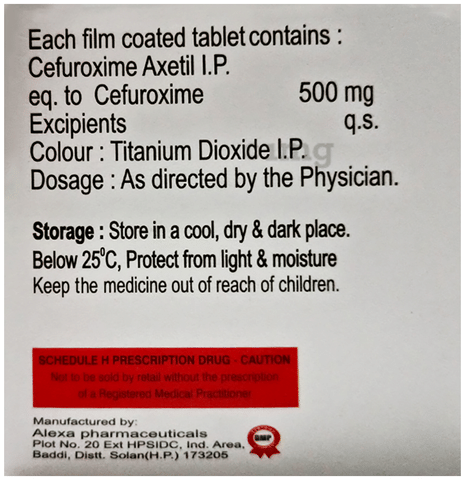 Each film coated tablet contains :
Cefuroxime Axetil I.P.
eq. to Cefuroxime 500 mg
Excipients q.s.
Colour : Titanium Dioxide I.P.
Dosage : As directed by the Physician.
Storage : Store in a cool, dry & dark place.
Below 25⁰C, Protect from light & moisture
Keep the medicine out of reach of children.
SCHEDULE H PRESCRIPTION DRUG - CAUTION
Not to be sold by retail without the prescription
of a Registered Medical Practitioner
Manufactured by:
Alexa pharmaceuticals
Plot No. 20 Ext HPSIDC, Ind. Area,
Baddi, Distt. Solan(H.P.) 173205
GMP